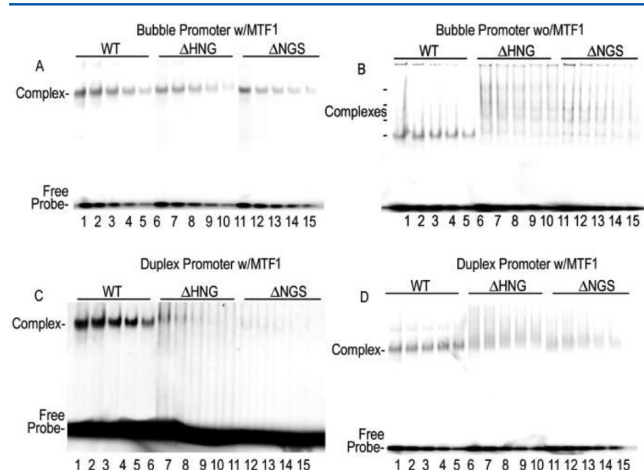 Bubble Promoter w/MTF1
WT ΔHNG ΔNGS
A
Complex-
Free
Probe-
1 2 3 4 5 6 7 8 9 10 11 12 13 14 15
Bubble Promoter wo/MTF1
WT ΔHNG ΔNGS
B
Complexes
1 2 3 4 5 6 7 8 9 10 11 12 13 14 15
Duplex Promoter w/MTF1
C WT ΔHNG ΔNGS
Complex-
Free
Probe-
1 2 3 4 5 6 7 8 9 10 11 12 13 14 15
Duplex Promoter w/MTF1
D WT ΔHNG ΔNGS
Complex-
Free
Probe-
1 2 3 4 5 6 7 8 9 10 11 12 13 14 15